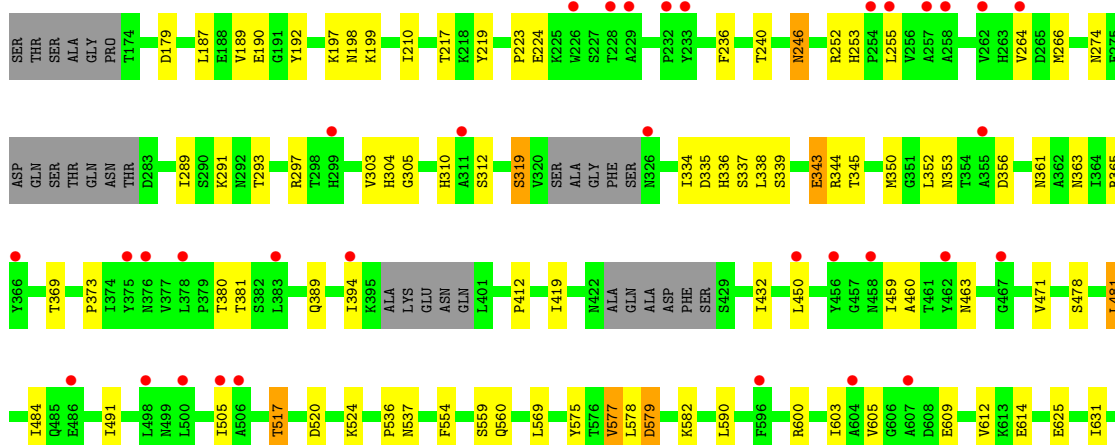 SER THR SER ALA GLY PRO T174 D179 L187 E188 V189 E190 G191 Y192 K197 N198 K199 I210 T217 K218 Y219 P223 E224 K225 W226 S227 T228 A229 P232 Y233 F236 T240 N246 R252 H253 P254 L255 V256 A257 A258 V262 H263 V264 D265 M266 N274
ASP GLN SER THR GLN ASN THR D283 I289 S290 K291 N292 T293 R297 T298 H299 V303 H304 G305 H310 A311 S312 S319 V320 SER ALA GLY PHE SER N326 I334 D335 H336 S337 L338 S339 E343 R344 T345 M350 G351 L352 N353 T354 A355 D356 N361 A362 N363 I364
Y366 T369 P373 I374 Y375 N376 V377 L378 P379 T380 T381 S382 L383 Q389 I394 K395 ALA LYS GLU ASN GLN L401 P412 I419 N422 ALA GLN ALA ASP PHE SER S429 I432 L450 Y456 G457 N458 I459 A460 T461 Y462 N463 G467 V471 S478
I484 Q485 E486 I491 L498 N499 L500 I505 A506 T517 D520 K524 P536 N537 F554 S559 Q560 L569 Y575 T576 V577 L578 D579 K582 L590 F596 R600 I603 A604 V605 G606 A607 D608 E609 V612 K613 E614 E625 I631